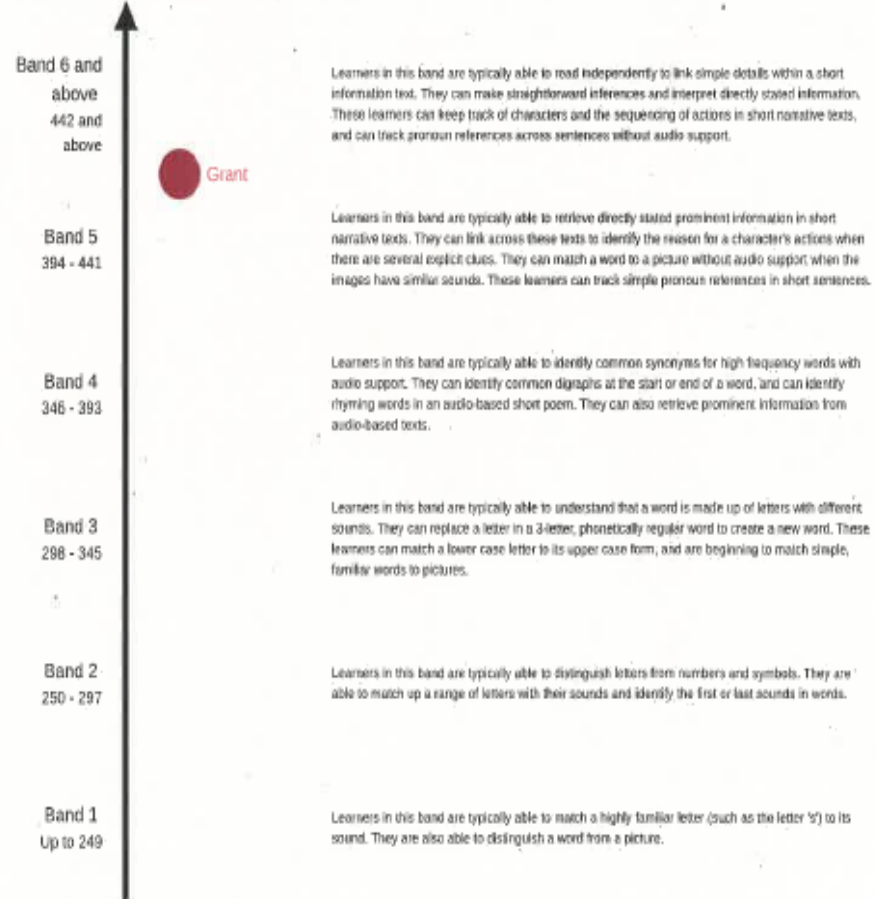 Band 6 and
above
442 and
above
Learners in this band are typically able to read independently to link simple details within a short
information text. They can make straightforward inferences and interpret directly stated information.
These learners can keep track of characters and the sequencing of actions in short narrative texts,
and can track pronoun references across sentences without audio support.
Grant
Band 5
394 - 441
Learners in this band are typically able to retrieve directly stated prominent information in short
narrative texts. They can link across these texts to identify the reason for a character's actions when
there are several explicit clues. They can match a word to a picture without audio support when the
images have similar sounds. These learners can track simple pronoun references in short sentences.
Band 4
346 - 393
Learners in this band are typically able to identify common synonyms for high frequency words with
audio support. They can identify common digraphs at the start or end of a word, and can identify
rhyming words in an audio-based short poem. They can also retrieve prominent information from
audio-based texts.
Band 3
298 - 345
Learners in this band are typically able to understand that a word is made up of letters with different
sounds. They can replace a letter in a 3-letter, phonetically regular word to create a new word. These
learners can match a lower case letter to its upper case form, and are beginning to match simple,
familiar words to pictures.
Band 2
250 - 297
Learners in this band are typically able to distinguish letters from numbers and symbols. They are
able to match up a range of letters with their sounds and identify the first or last sounds in words.
Band 1
Up to 249
Learners in this band are typically able to match a highly familiar letter (such as the letter 's') to its
sound. They are also able to distinguish a word from a picture.